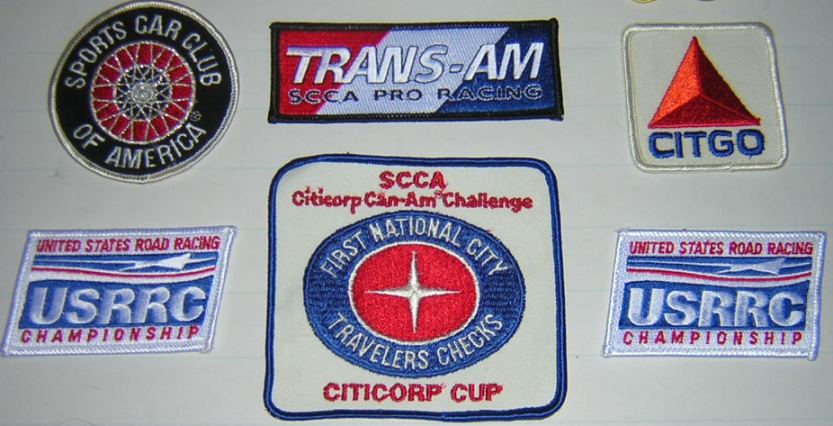 SPORTS CAR CLUB
OF AMERICA®
TRANS-AM
SCCA PRO RACING
CITGO
UNITED STATES ROAD RACING
USRRC
CHAMPIONSHIP
SCCA
Citicorp Can-Am® Challenge
FIRST NATIONAL CITY
TRAVELERS CHECKS
CITICORP CUP
UNITED STATES ROAD RACING
USRRC
CHAMPIONSHIP